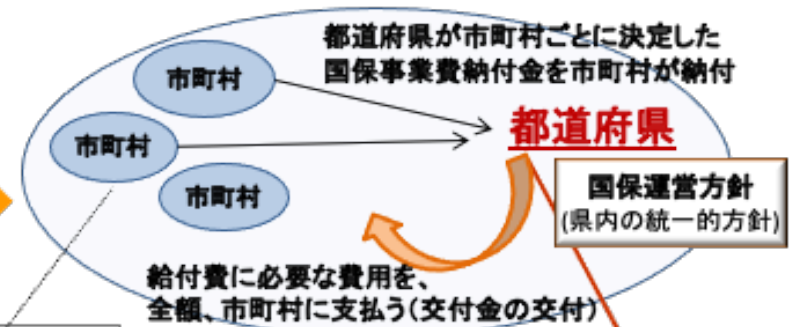 都道府県が市町村ごとに決定した
国保事業費納付金を市町村が納付
市町村
市町村
市町村
都道府県
国保運営方針
(県内の統一的方針)
給付費に必要な費用を、
全額、市町村に支払う(交付金の交付)